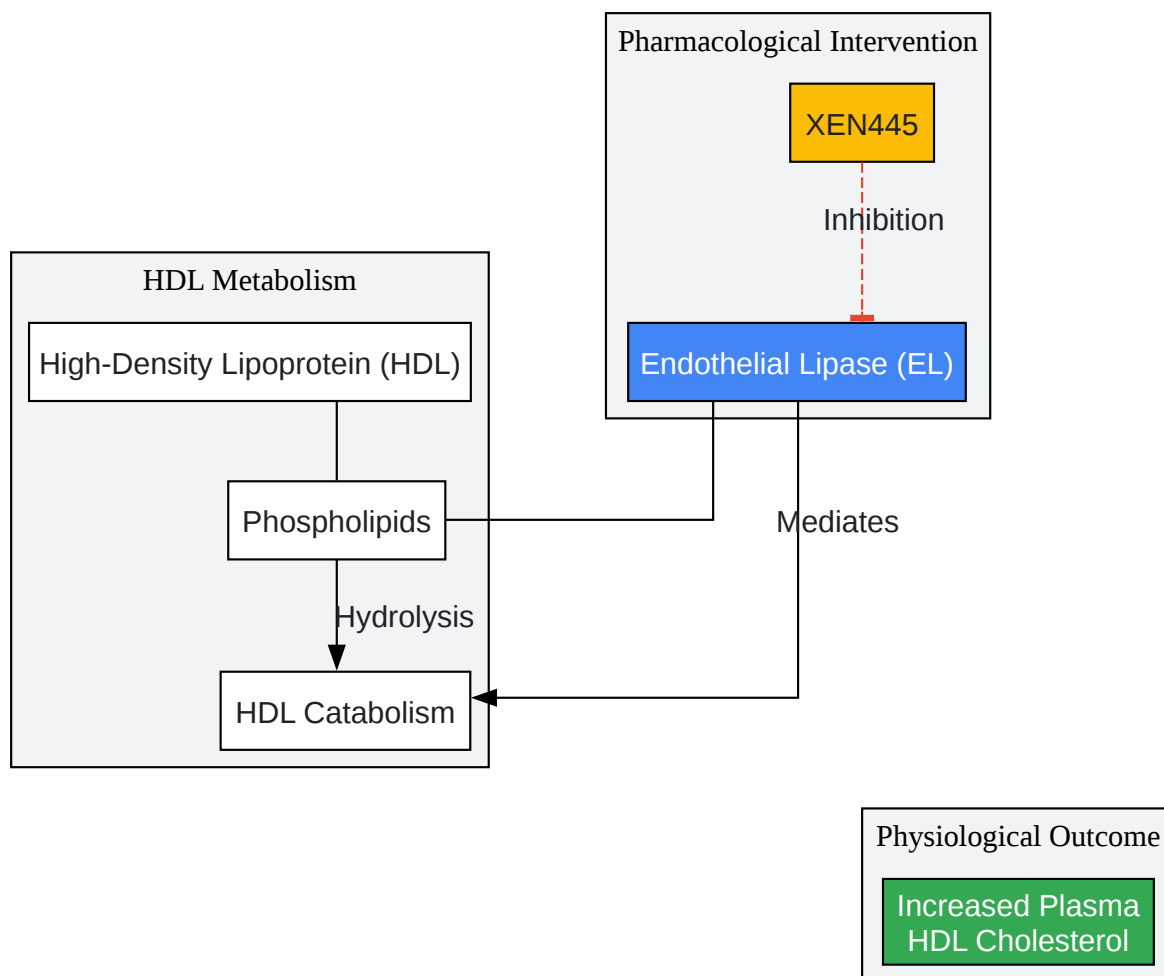 Pharmacological Intervention
XEN445
Inhibition
HDL Metabolism
High-Density Lipoprotein (HDL)
Endothelial Lipase (EL)
Phospholipids
Mediates
Hydrolysis
HDL Catabolism
Physiological Outcome
Increased Plasma
HDL Cholesterol